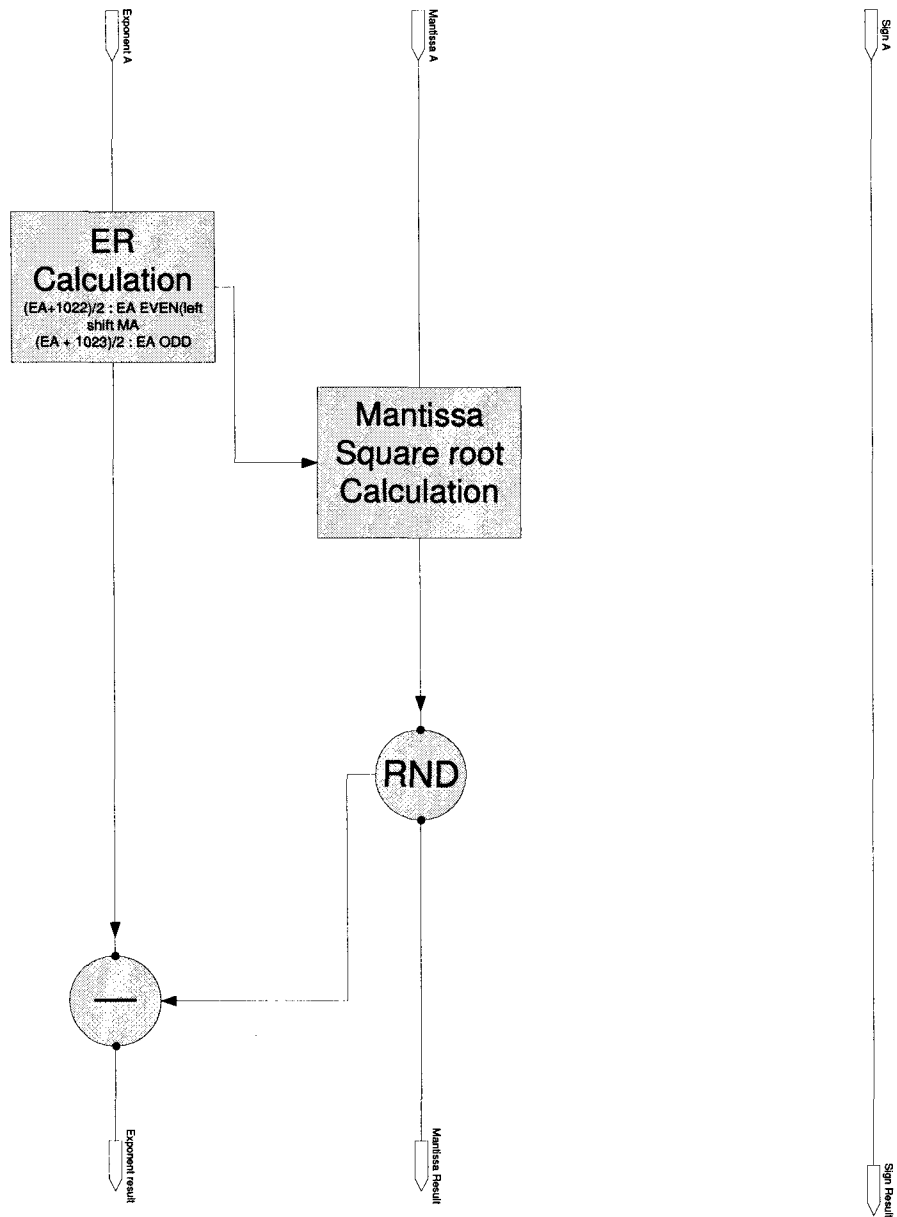 Exponent A
Mantissa A
Sign A
ER
Calculation
(EA+1022)/2 : EA EVEN(left
shift MA
(EA + 1023)/2 : EA ODD
Mantissa
Square root
Calculation
RND
—
Exponent result
Mantissa Result
Sign Result